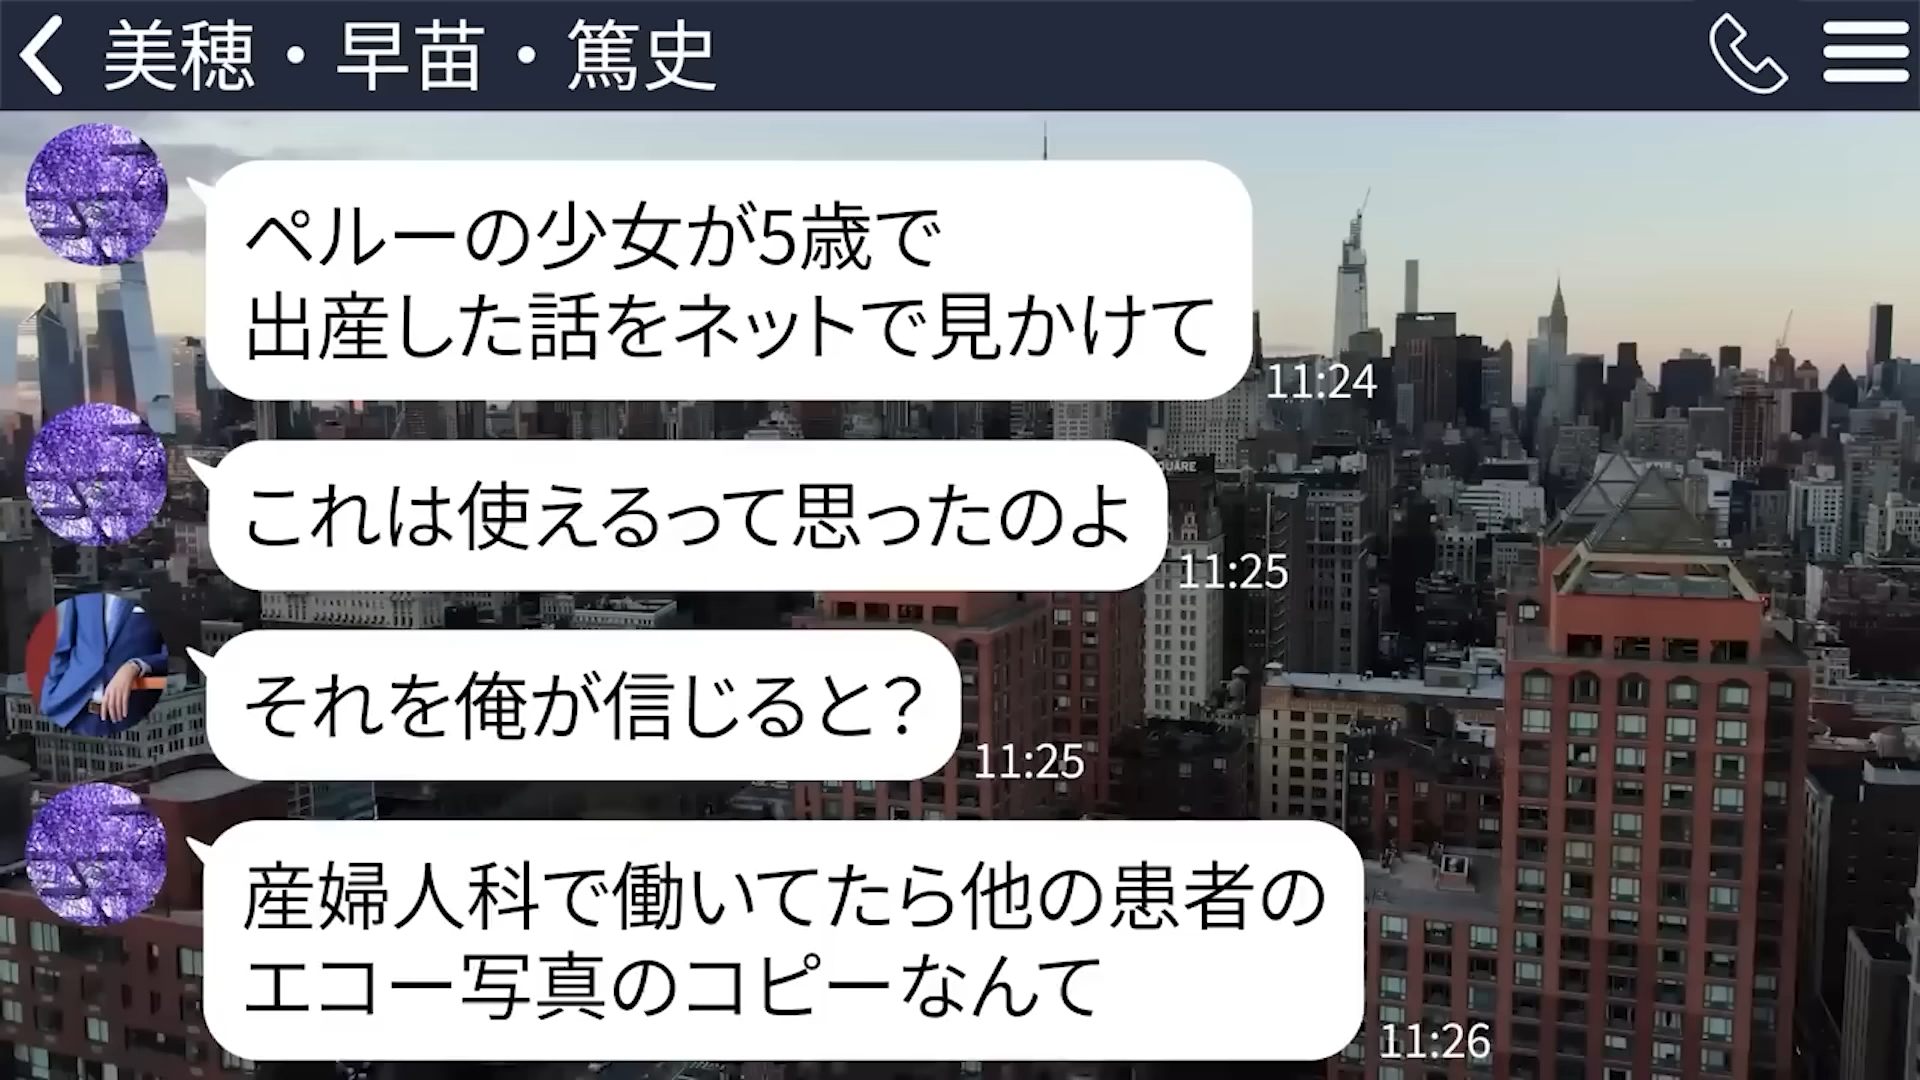 美穂・早苗・篤史
ペルーの少女が5歳で
出産した話をネットで見かけて
11:24
これは使えるって思ったのよ
11:25
それを俺が信じると？
11:25
産婦人科で働いてたら他の患者の
エコー写真のコピーなんて
11:26